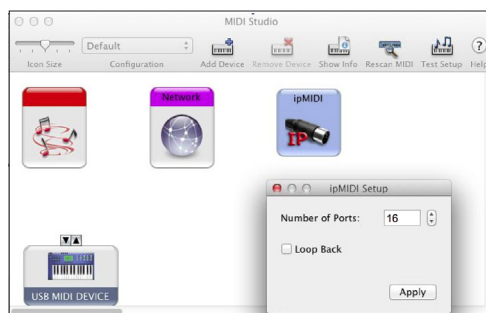 MIDI Studio
Default
Icon Size
Configuration
Add Device
Remove Device
Show Info
Rescan MIDI
Test Setup
?
Help
Network
ipMIDI
IP
ipMIDI Setup
Number of Ports:
16
Loop Back
Apply
USB MIDI DEVICE